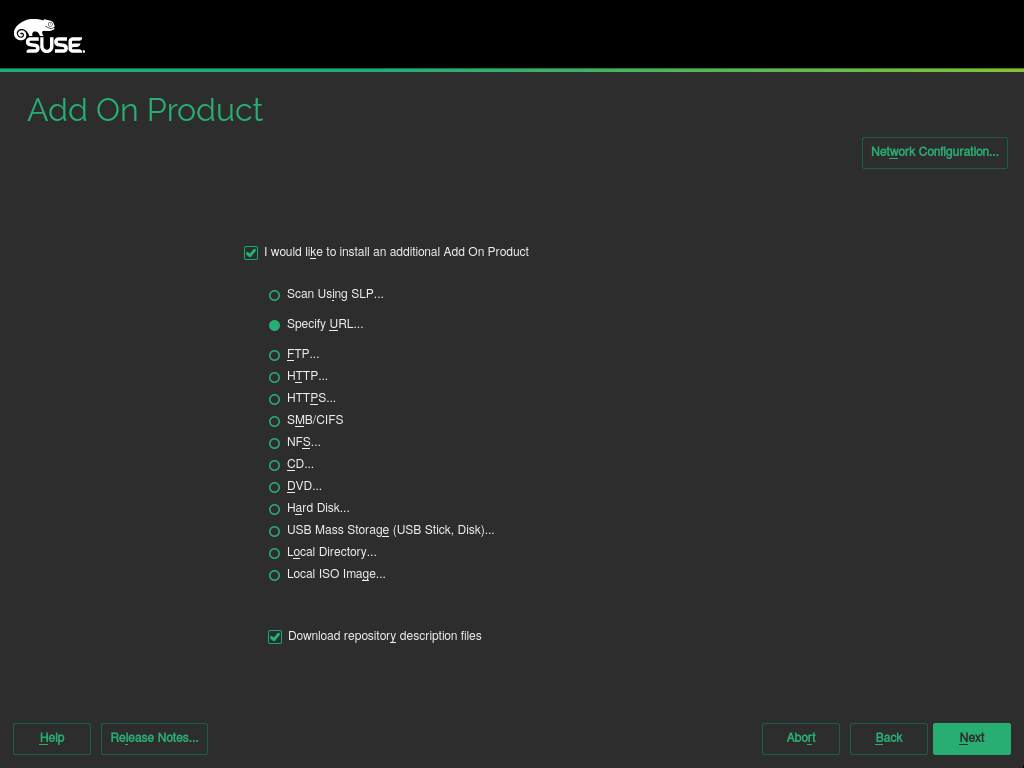 SUSE.
Add On Product
Network Configuration...
I would like to install an additional Add On Product
Scan Using SLP...
Specify URL...
FTP...
HTTP...
HTTPS...
SMB/CIFS
NFS...
CD...
DVD...
Hard Disk...
USB Mass Storage (USB Stick, Disk)...
Local Directory...
Local ISO Image...
Download repository description files
Help Release Notes... Abort Back Next